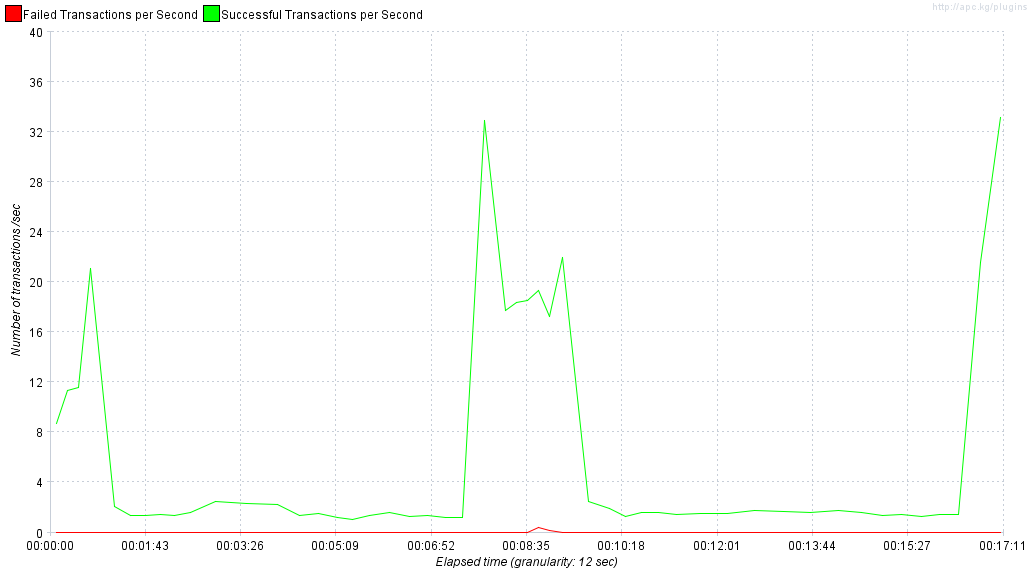 http://apc.kg/plugins
Failed Transactions per Second Successful Transactions per Second
40
36
32
28
24
20
16
12
8
4
0
Number of transactions /sec
00:00:00 00:01:43 00:03:26 00:05:09 00:06:52 00:08:35 00:10:18 00:12:01 00:13:44 00:15:27 00:17:11
Elapsed time (granularity: 12 sec)